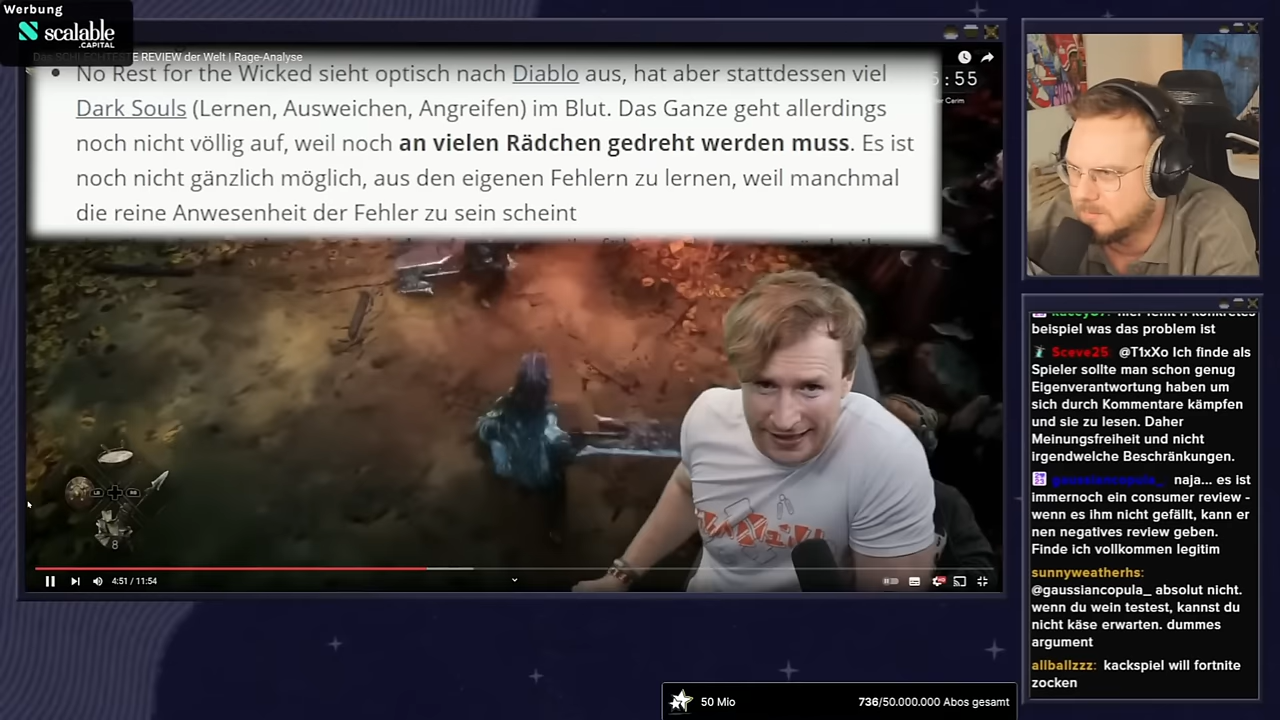 Werbung
scalable
.CAPITAL
REVIEW der Welt | Rage-Analyse
:55
No Rest for the Wicked sieht optisch nach Diablo aus, hat aber stattdessen viel
Dark Souls (Lernen, Ausweichen, Angreifen) im Blut. Das Ganze geht allerdings
noch nicht völlig auf, weil noch an vielen Rädchen gedreht werden muss. Es ist
noch nicht gänzlich möglich, aus den eigenen Fehlern zu lernen, weil manchmal
die reine Anwesenheit der Fehler zu sein scheint
8
4:51 / 11:54
beispiel was das problem ist
Sceve25 @T1xXo Ich finde als
Spieler sollte man schon genug
Eigenverantwortung haben um
sich durch Kommentare kämpfen
und sie zu lesen. Daher
Meinungsfreiheit und nicht
irgendwelche Beschränkungen.
gaussiancopula_ naja... es ist
immernoch ein consumer review -
wenn es ihm nicht gefällt, kann er
nen negatives review geben.
Finde ich vollkommen legitim
sunnyweatherhs:
@gaussiancopula_ absolut nicht.
wenn du wein testest, kannst du
nicht käse erwarten. dummes
argument
allballzzz: kackspiel will fortnite
zocken
50 Mio
736/50.000.000 Abos gesamt